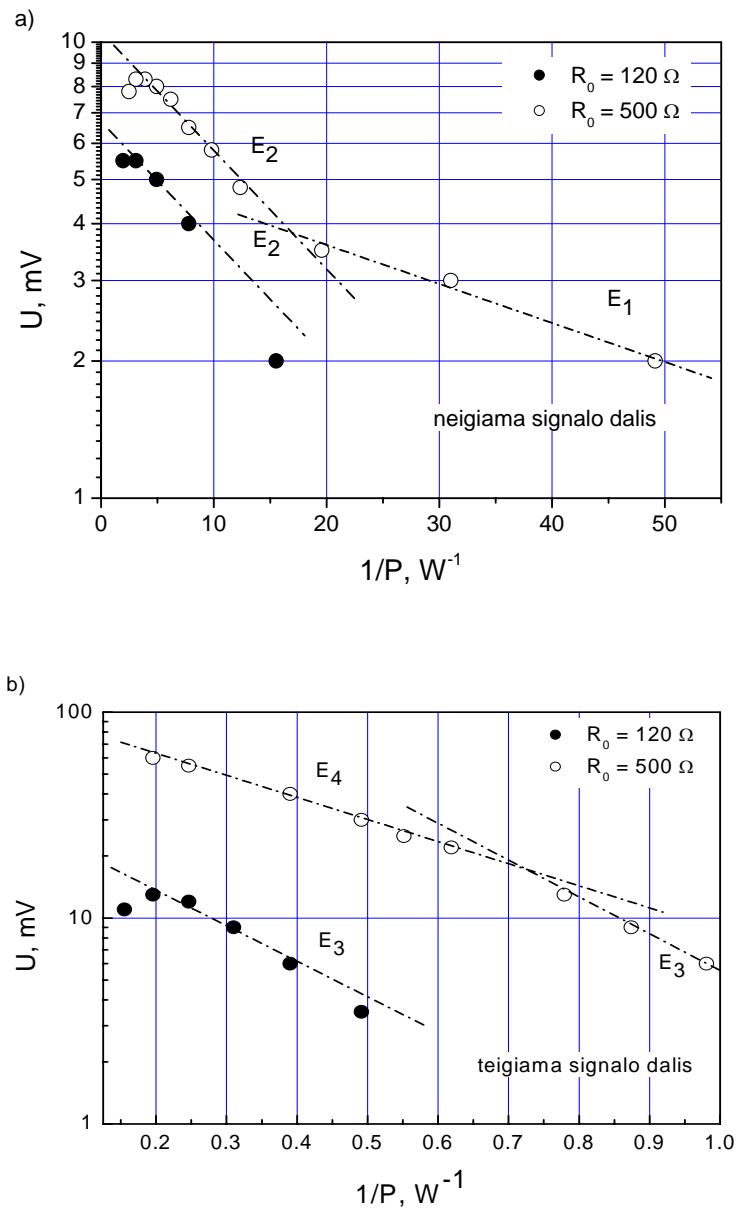 a)
10
9
8
7
6
5
4
3
2
1
U, mV
R0 = 120 Ω
R0 = 500 Ω
E2
E2
E1
neigiama signalo dalis
0 10 20 30 40 50
1/P, W-1
b)
100
10
1
U, mV
R0 = 120 Ω
R0 = 500 Ω
E4
E3
E3
teigiama signalo dalis
0.2 0.3 0.4 0.5 0.6 0.7 0.8 0.9 1.0
1/P, W-1